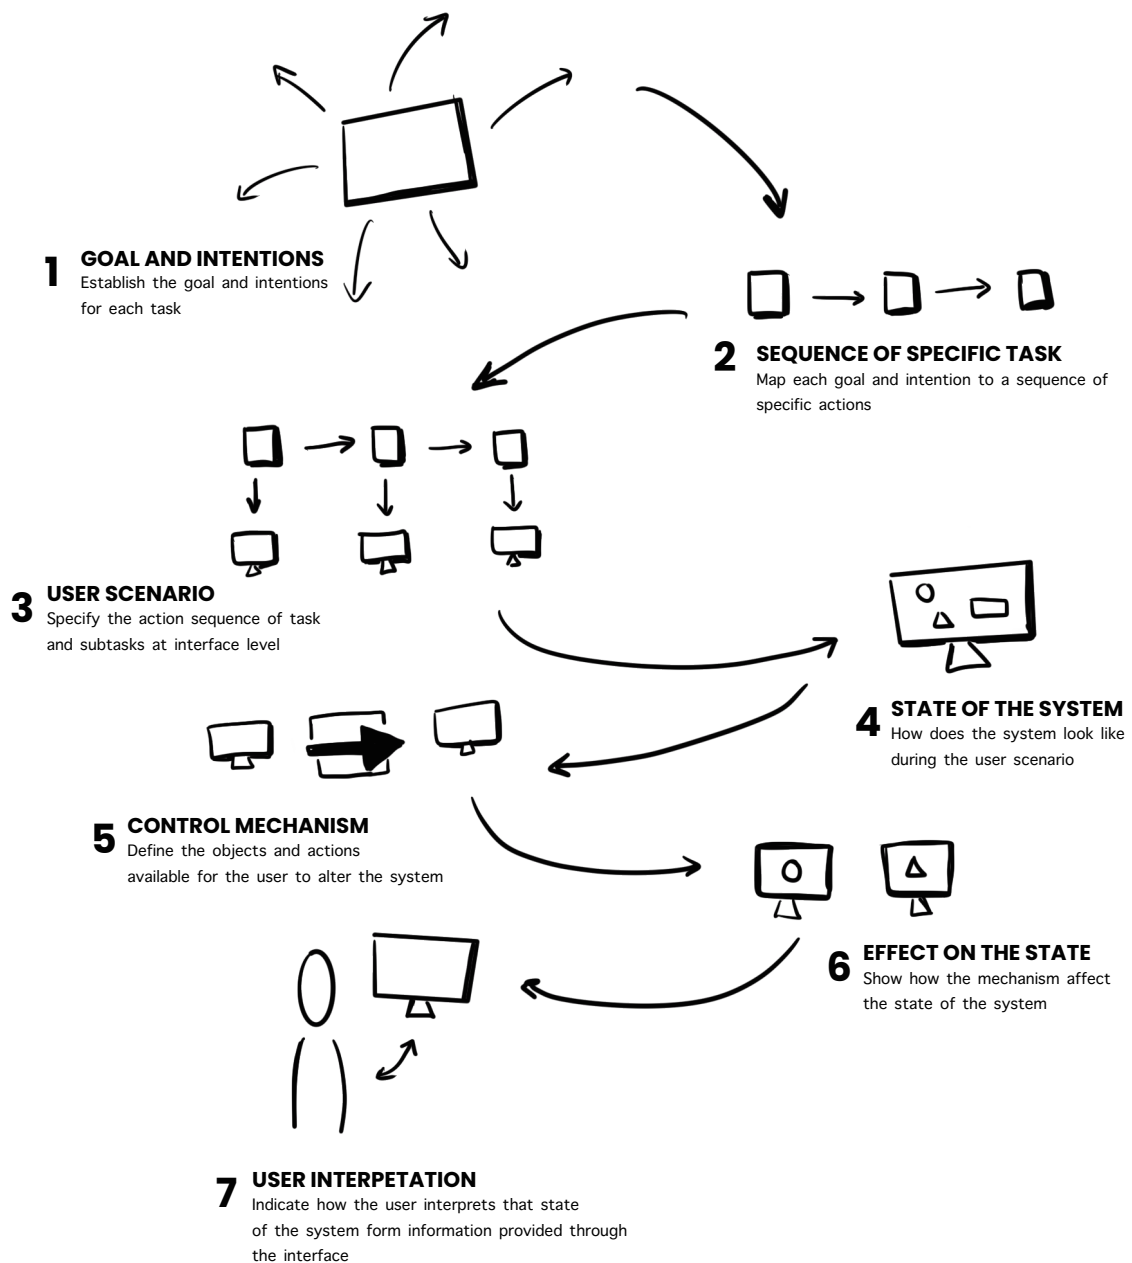 1 GOAL AND INTENTIONS
Establish the goal and intentions
for each task
2 SEQUENCE OF SPECIFIC TASK
Map each goal and intention to a sequence of
specific actions
3 USER SCENARIO
Specify the action sequence of task
and subtasks at interface level
4 STATE OF THE SYSTEM
How does the system look like
during the user scenario
5 CONTROL MECHANISM
Define the objects and actions
available for the user to alter the system
6 EFFECT ON THE STATE
Show how the mechanism affect
the state of the system
7 USER INTERPETATION
Indicate how the user interprets that state
of the system form information provided through
the interface